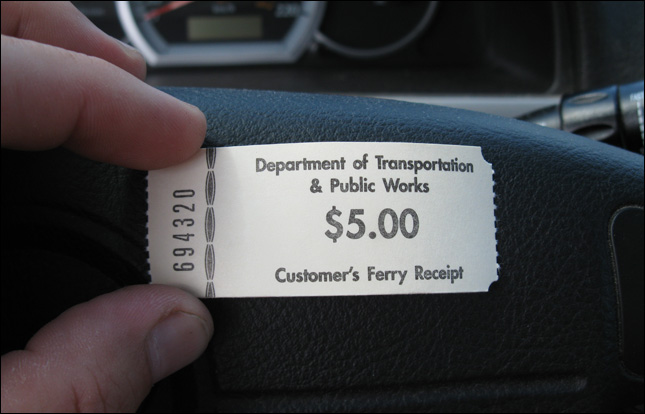 Department of Transportation
& Public Works
$5.00
Customer's Ferry Receipt
694320